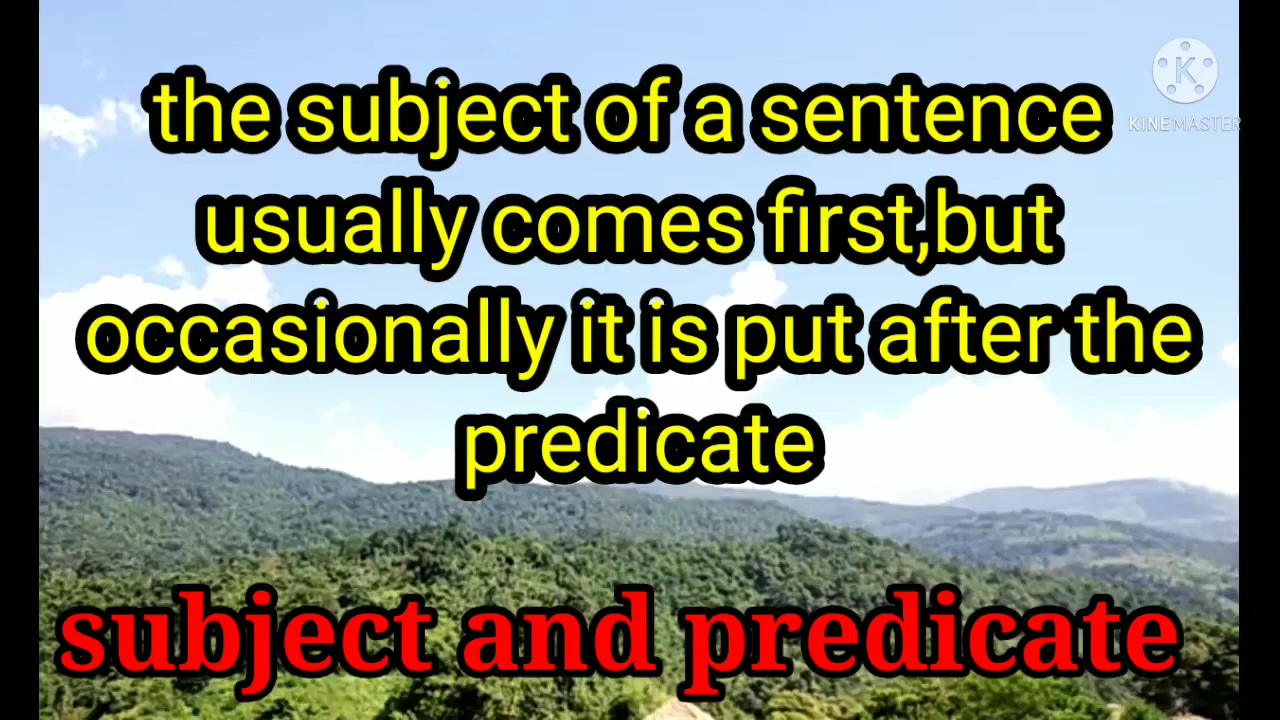 the subject of a sentence
usually comes first,but
occasionally it is put after the
predicate
subject and predicate
K
KINEMASTER